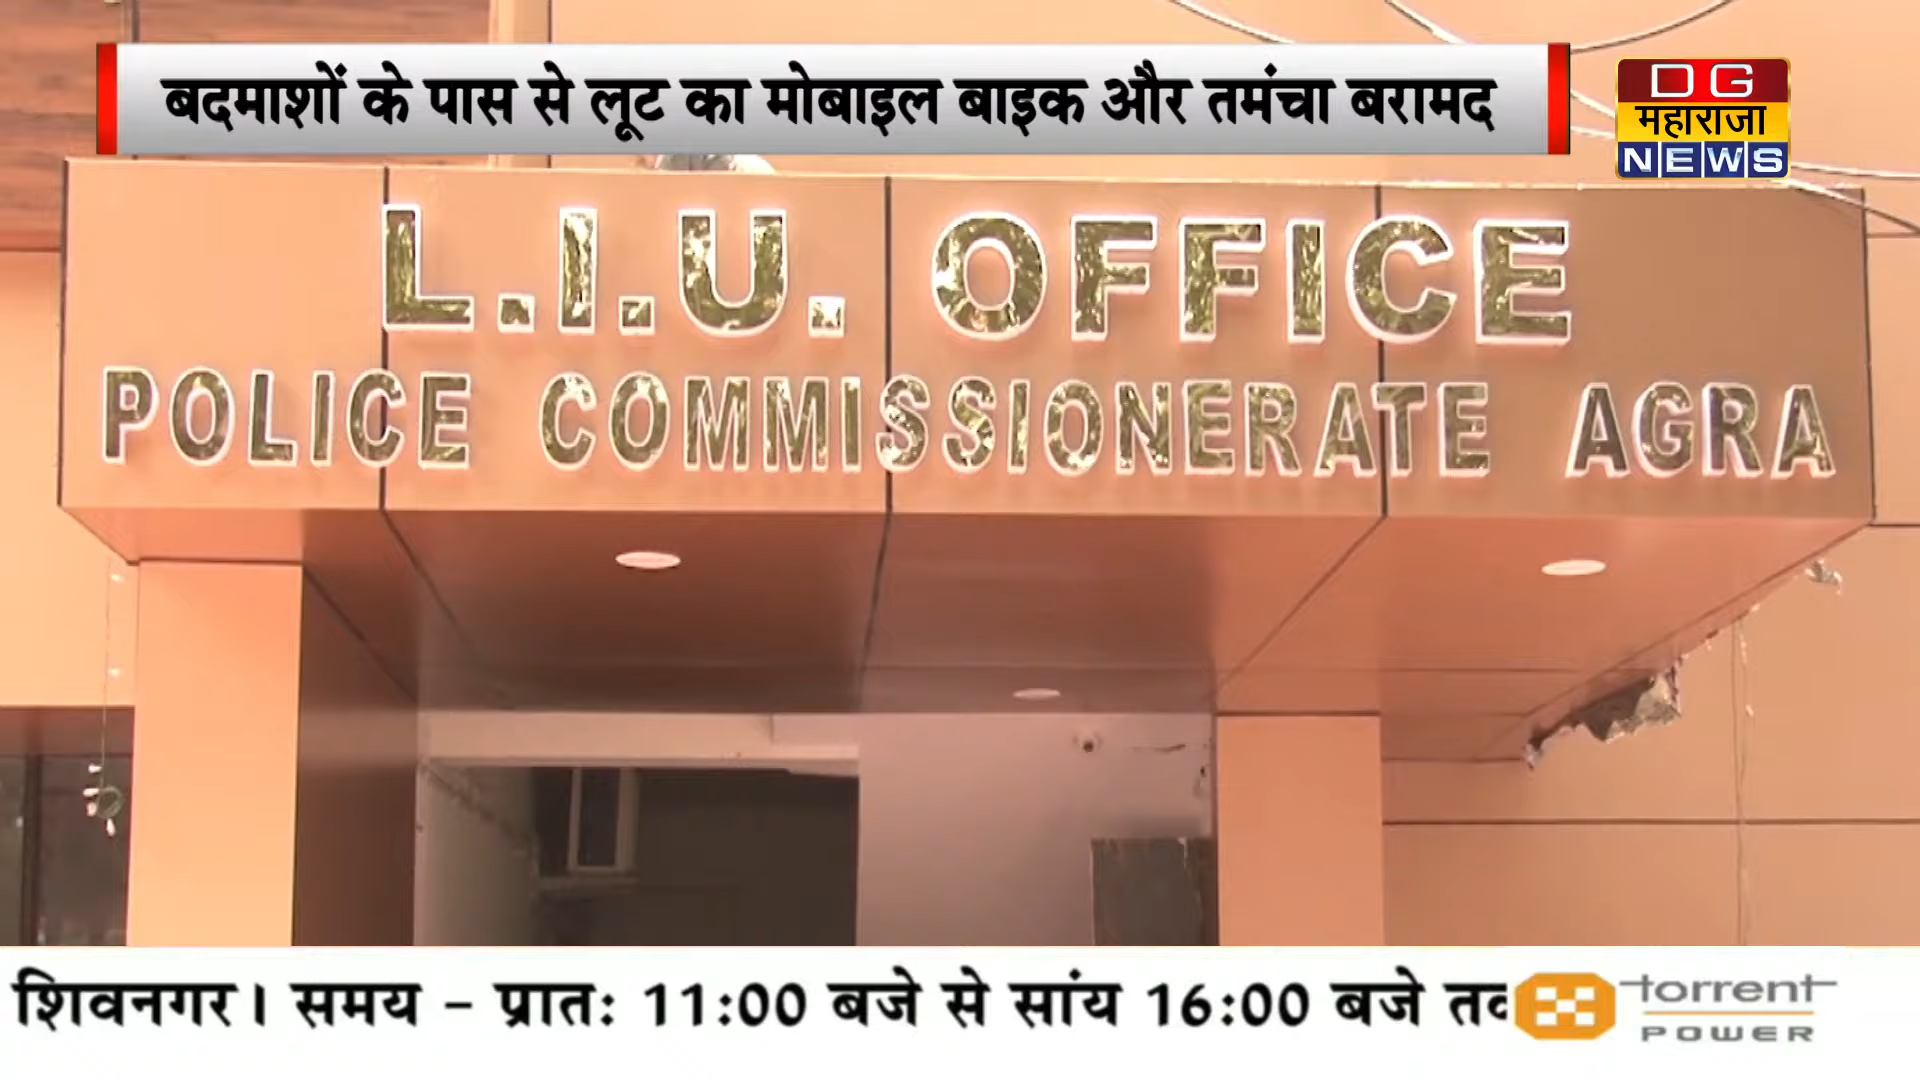 बदमाशों के पास से लूट का मोबाइल बाइक और तमंचा बरामद
DG
महाराजा
NEWS
L.I.U. OFFICE
POLICE COMMISSIONERATE AGRA
शिवनगर। समय - प्रातः 11:00 बजे से सांय 16:00 बजे
torrent
POWER